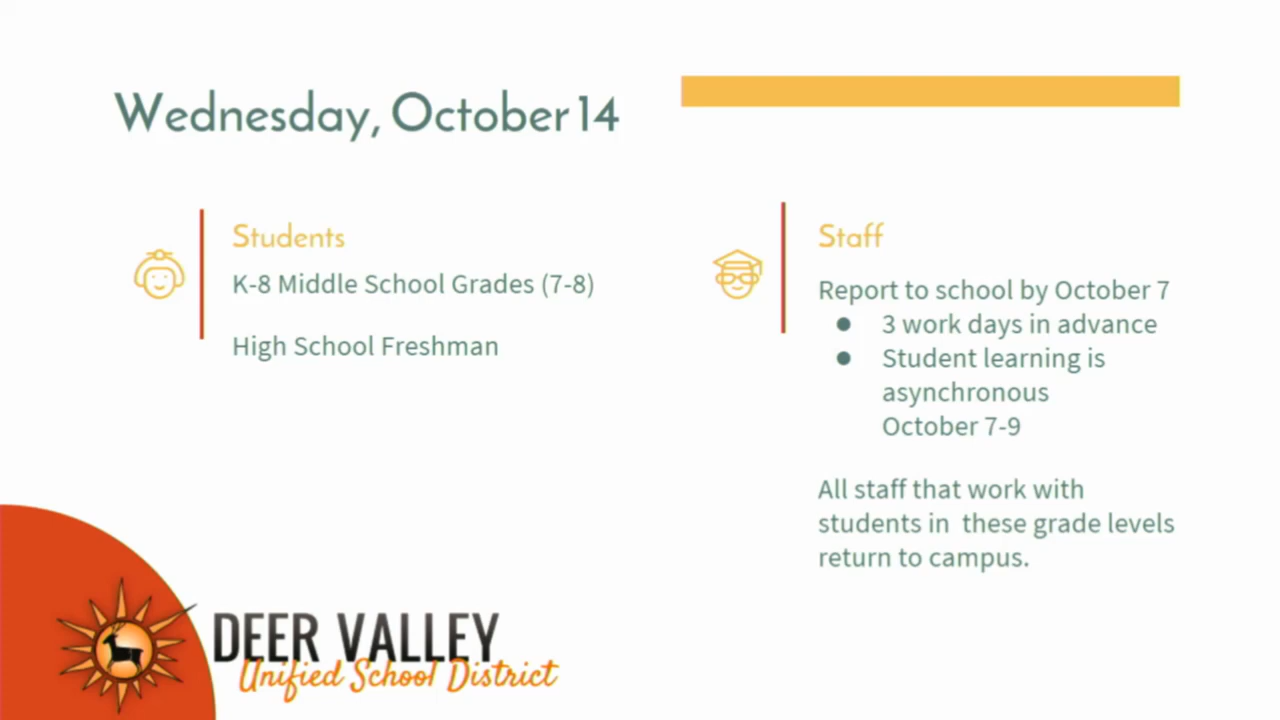 Wednesday, October 14
Students
K-8 Middle School Grades (7-8)
High School Freshman
Staff
Report to school by October 7
● 3 work days in advance
● Student learning is
asynchronous
October 7-9
All staff that work with
students in these grade levels
return to campus.
DEER VALLEY
Unified School District